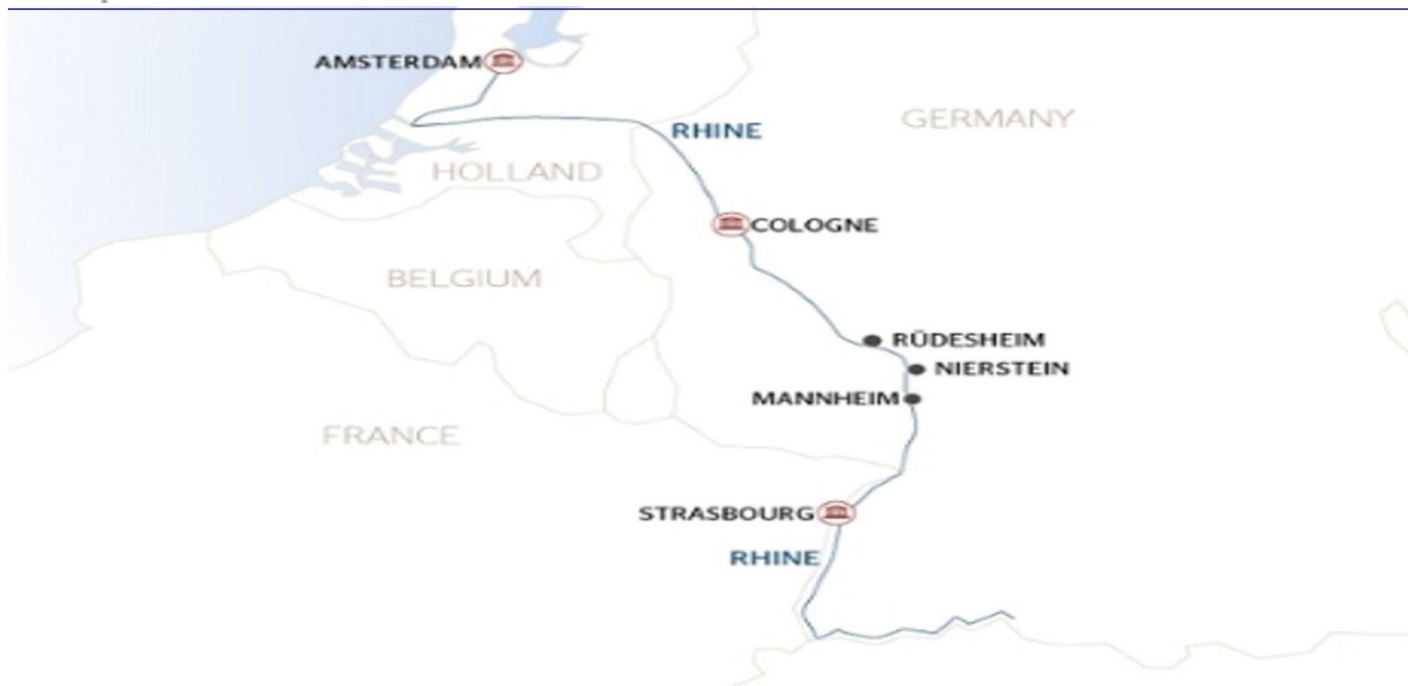 AMSTERDAM
GERMANY
RHINE
HOLLAND
COLOGNE
BELGIUM
RÜDESHEIM
NIERSTEIN
MANNHEIM
FRANCE
STRASBOURG
RHINE